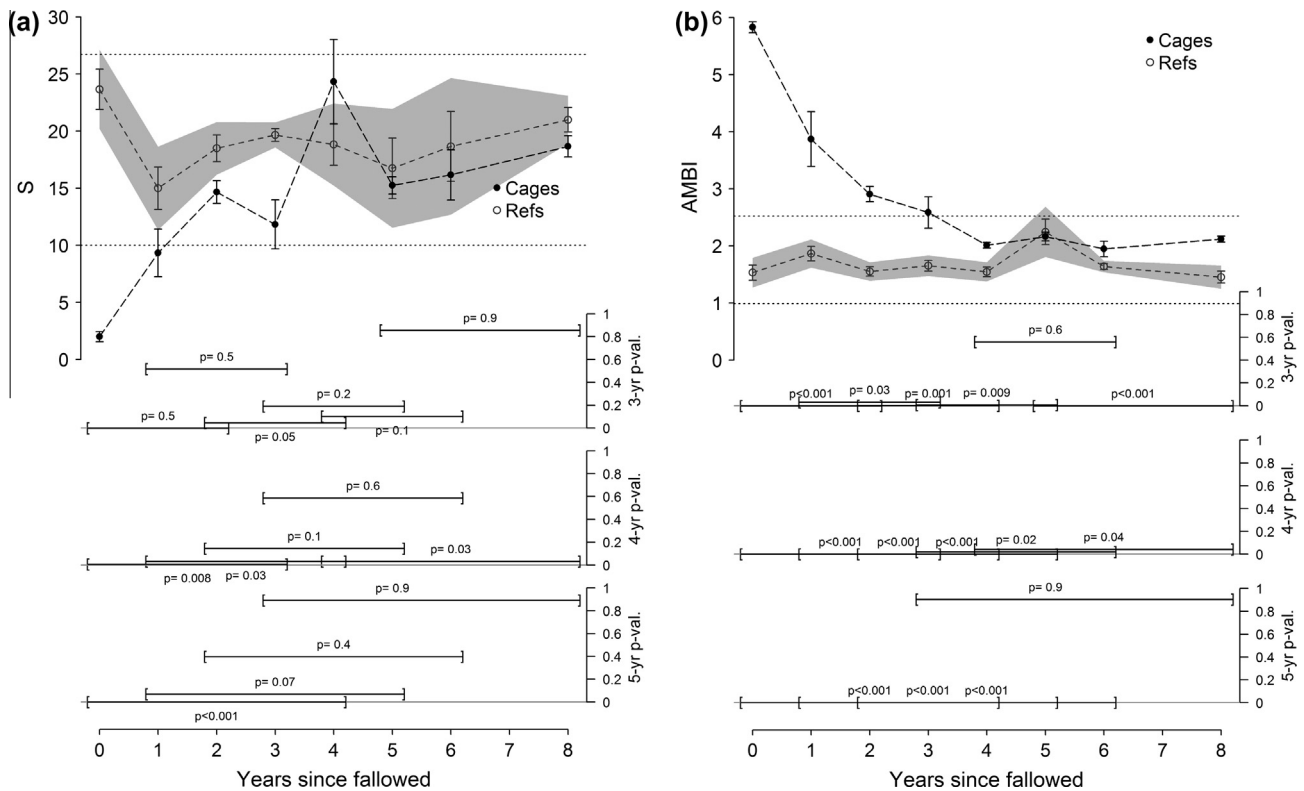 (a)
30
25
20
15
10
5
0
S
Cages
Refs
p= 0.9
p= 0.5
p= 0.2
p= 0.5
p= 0.05
p= 0.1
1
0.8
0.6
0.4
0.2
0
3-yr p-val.
p= 0.6
p= 0.1
p= 0.03
p= 0.008
p= 0.03
1
0.8
0.6
0.4
0.2
0
4-yr p-val.
p= 0.9
p= 0.4
p= 0.07
p<0.001
1
0.8
0.6
0.4
0.2
0
5-yr p-val.
0 1 2 3 4 5 6 7 8
Years since fallowed
(b)
6
5
4
3
2
1
0
AMBI
Cages
Refs
p= 0.6
p<0.001
p= 0.03
p= 0.001
p= 0.009
p<0.001
1
0.8
0.6
0.4
0.2
0
3-yr p-val.
p<0.001
p<0.001
p<0.001
p= 0.02
p= 0.04
1
0.8
0.6
0.4
0.2
0
4-yr p-val.
p= 0.9
p<0.001
p<0.001
p<0.001
1
0.8
0.6
0.4
0.2
0
5-yr p-val.
0 1 2 3 4 5 6 7 8
Years since fallowed